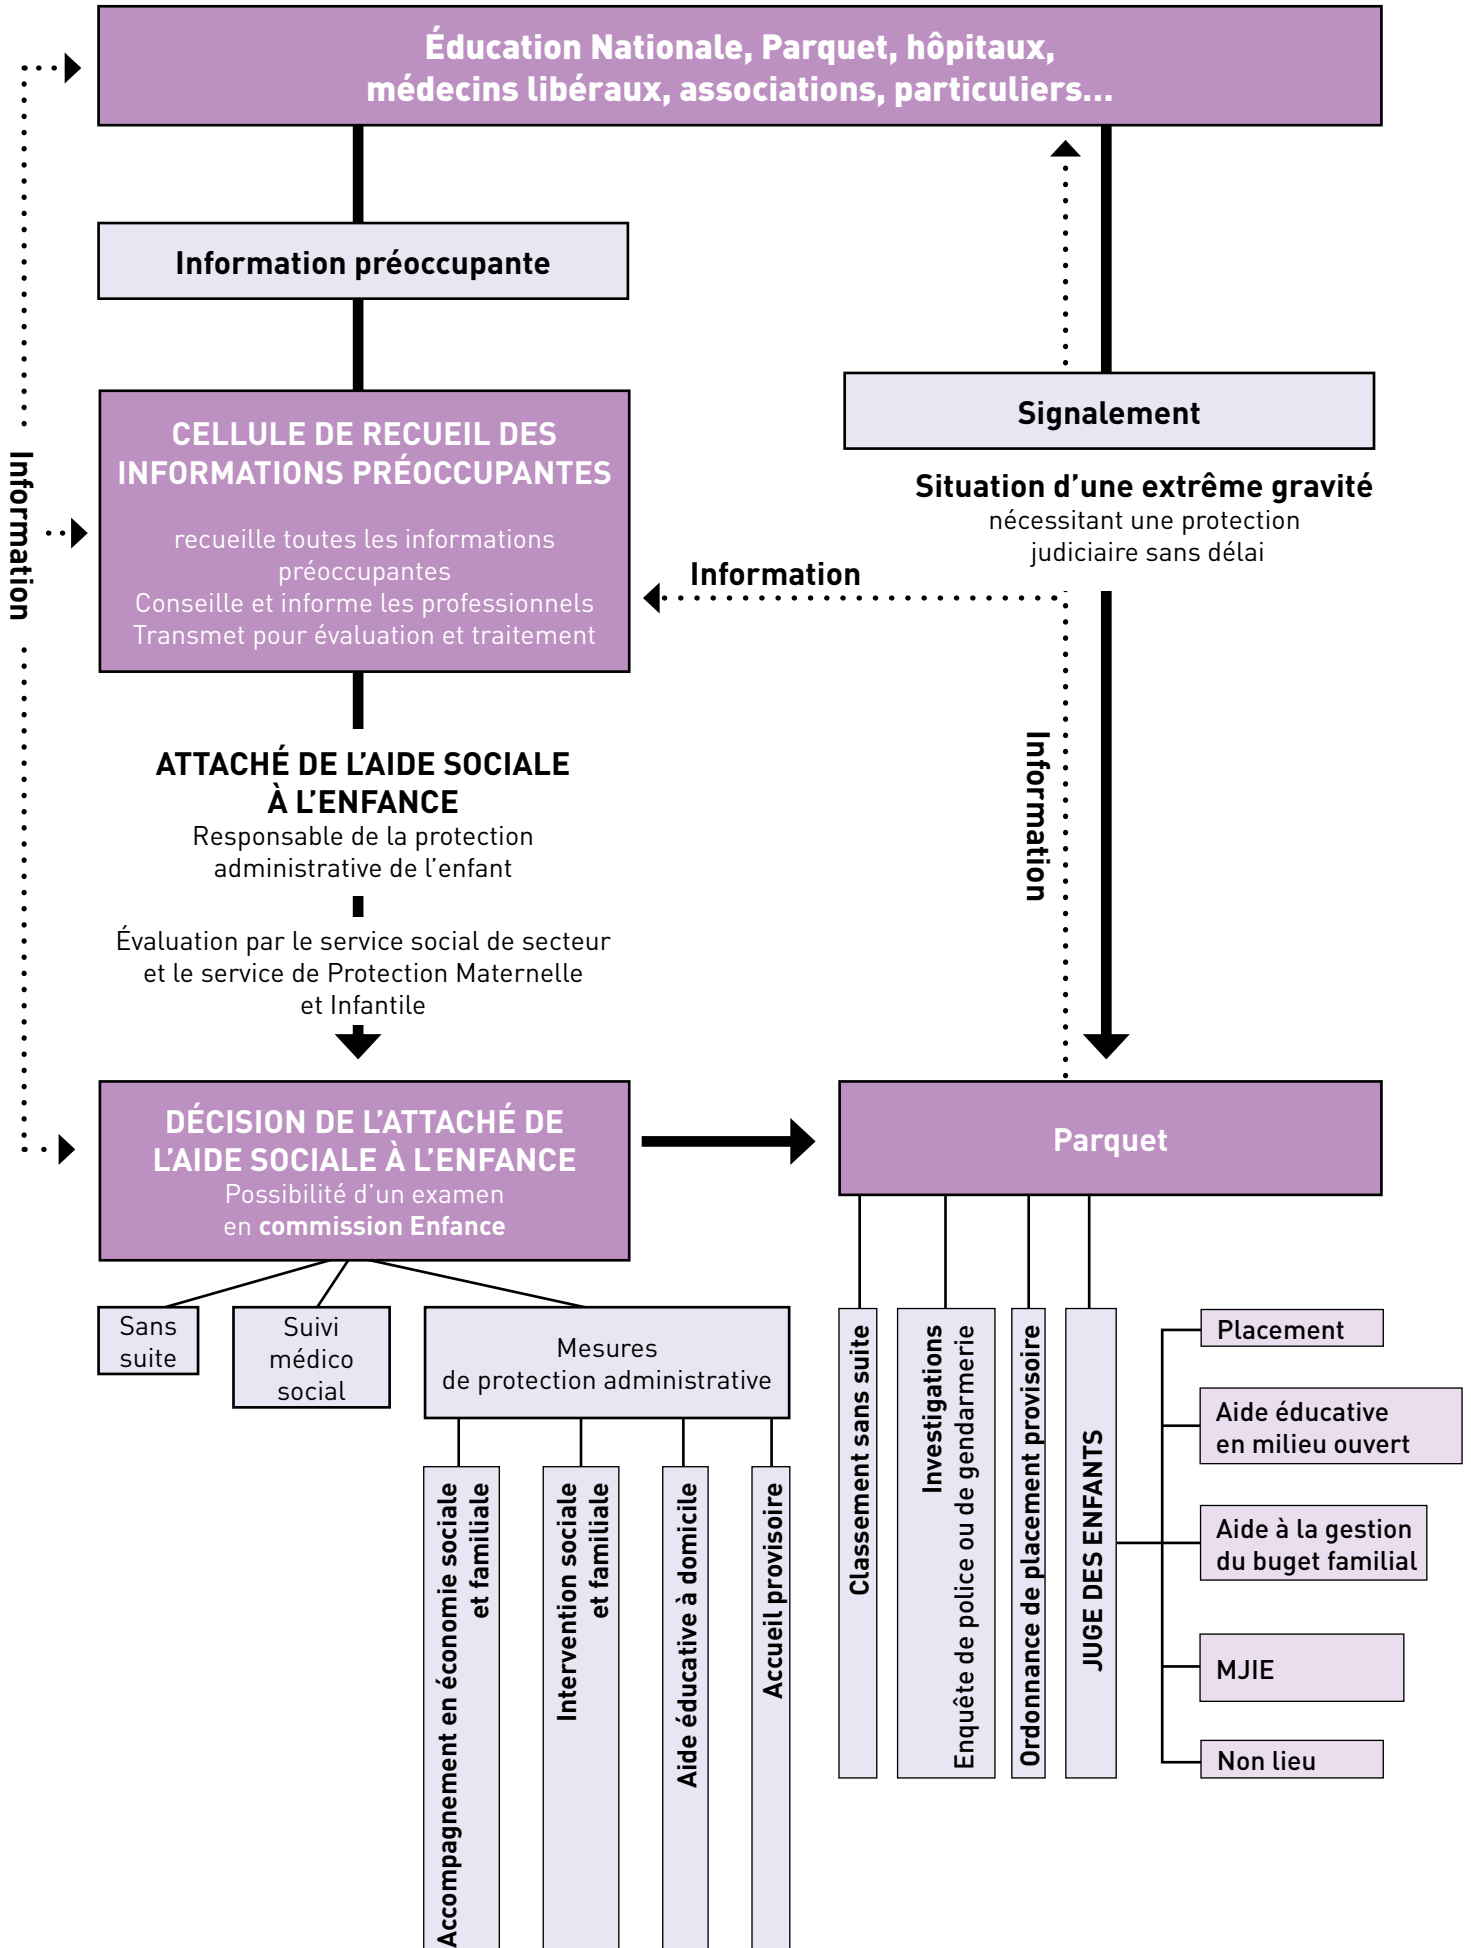 Éducation Nationale, Parquet, hôpitaux,
médecins libéraux, associations, particuliers...
Information préoccupante
Signalement
Situation d’une extrême gravité
nécessitant une protection
judiciaire sans délai
CELLULE DE RECUEIL DES
INFORMATIONS PRÉOCCUPANTES
recueille toutes les informations
préoccupantes
Conseille et informe les professionnels
Transmet pour évaluation et traitement
Information
Information
Information
ATTACHÉ DE L’AIDE SOCIALE
À L’ENFANCE
Responsable de la protection
administrative de l’enfant
Évaluation par le service social de secteur
et le service de Protection Maternelle
et Infantile
DÉCISION DE L’ATTACHÉ DE
L’AIDE SOCIALE À L’ENFANCE
Possibilité d’un examen
en commission Enfance
Parquet
Sans
suite
Suivi
médico
social
Mesures
de protection administrative
Accompagnement en économie sociale
et familiale
Intervention sociale
et familiale
Aide éducative à domicile
Accueil provisoire
Classement sans suite
Investigations
Enquête de police ou de gendarmerie
Ordonnance de placement provisoire
JUGE DES ENFANTS
Placement
Aide éducative
en milieu ouvert
Aide à la gestion
du buget familial
MJIE
Non lieu